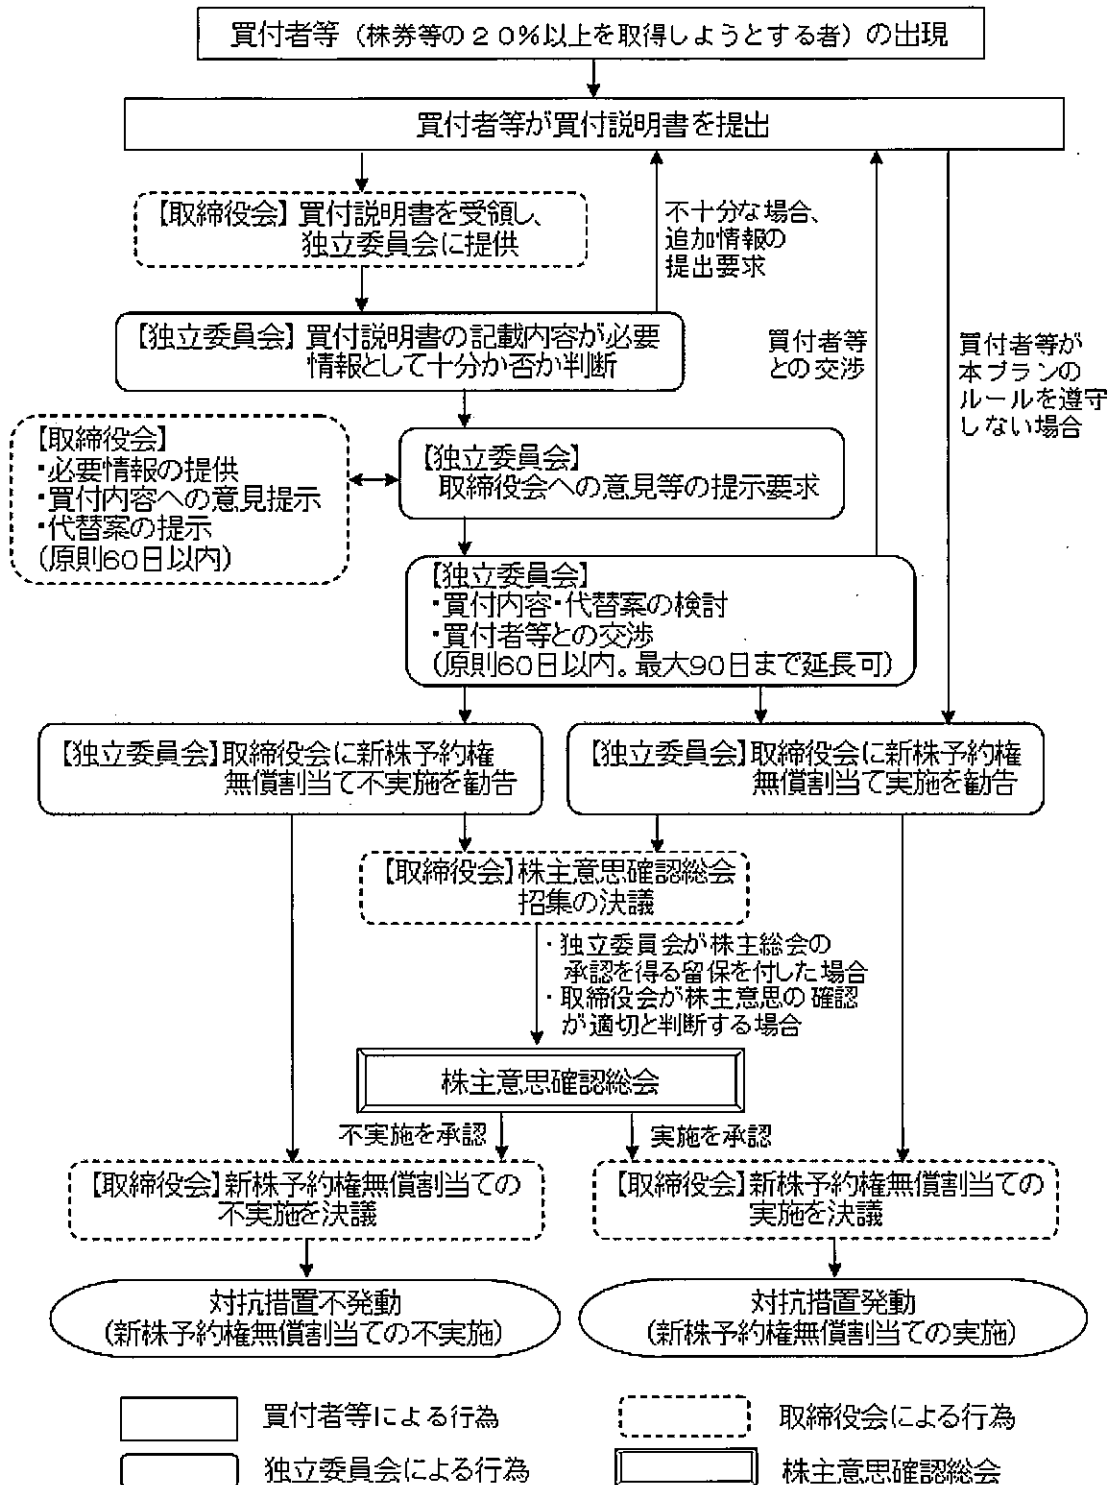 買付者等（株券等の２０％以上を取得しようとする者）の出現
買付者等が買付説明書を提出
【取締役会】買付説明書を受領し、
独立委員会に提供
不十分な場合、
追加情報の
提出要求
【独立委員会】買付説明書の記載内容が必要
情報として十分か否か判断
買付者等
との交渉
買付者等が
本プランの
ルールを遵守
しない場合
【取締役会】
・必要情報の提供
・買付内容への意見提示
・代替案の提示
(原則60日以内)
【独立委員会】
取締役会への意見等の提示要求
【独立委員会】
・買付内容・代替案の検討
・買付者等との交渉
(原則60日以内。最大90日まで延長可)
【独立委員会】取締役会に新株予約権
無償割当て不実施を勧告
【独立委員会】取締役会に新株予約権
無償割当て実施を勧告
【取締役会】株主意思確認総会
招集の決議
・独立委員会が株主総会の
承認を得る留保を付した場合
・取締役会が株主意思の確認
が適切と判断する場合
株主意思確認総会
不実施を承認
実施を承認
【取締役会】新株予約権無償割当ての
不実施を決議
【取締役会】新株予約権無償割当ての
実施を決議
対抗措置不発動
(新株予約権無償割当ての不実施)
対抗措置発動
(新株予約権無償割当ての実施)
買付者等による行為
取締役会による行為
独立委員会による行為
株主意思確認総会